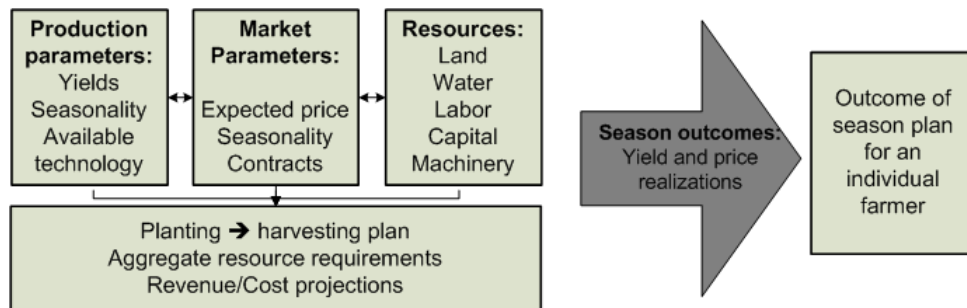 Production
parameters:
Yields
Seasonality
Available
technology
Market
Parameters:
Expected price
Seasonality
Contracts
Resources:
Land
Water
Labor
Capital
Machinery
Planting ➔ harvesting plan
Aggregate resource requirements
Revenue/Cost projections
Season outcomes:
Yield and price
realizations
Outcome of
season plan
for an
individual
farmer